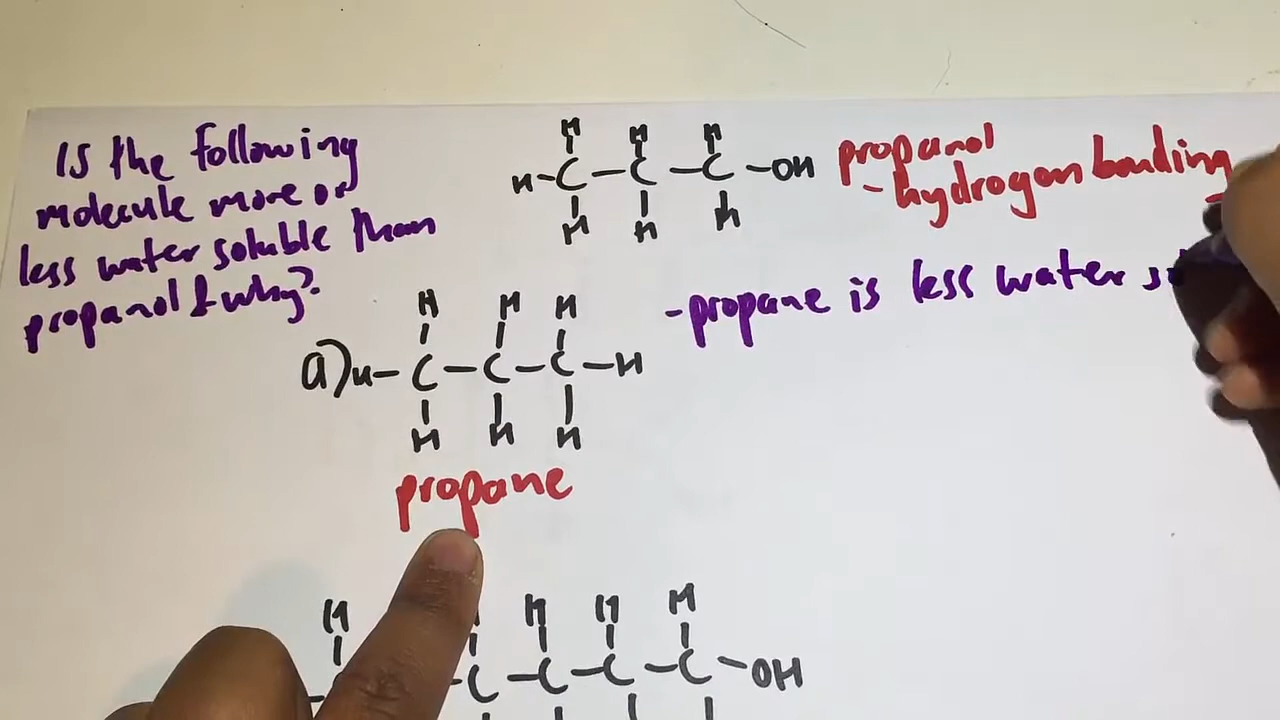 Is the following
molecule more or
less water soluble than
propanol & why?
H H H
H-C-C-C-OH
H H H
propanol
-hydrogon bonding
-propane is less water
H H H
a) H-C-C-C-H
H H H
propane
H H H H
C-C-C-C-OH